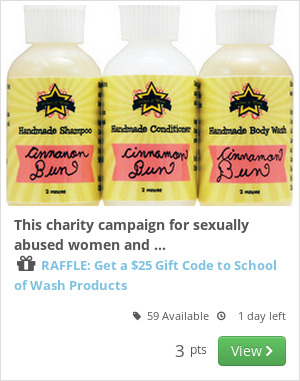 Handmade Shampoo
Cinnamon
Bun
2 ounces
Handmade Conditioner
Cinnamon
Bun
2 ounces
Handmade Body Wash
Cinnamon
Bun
2 ounces
This charity campaign for sexually
abused women and ...
RAFFLE: Get a $25 Gift Code to School
of Wash Products
59 Available 1 day left
3 pts View